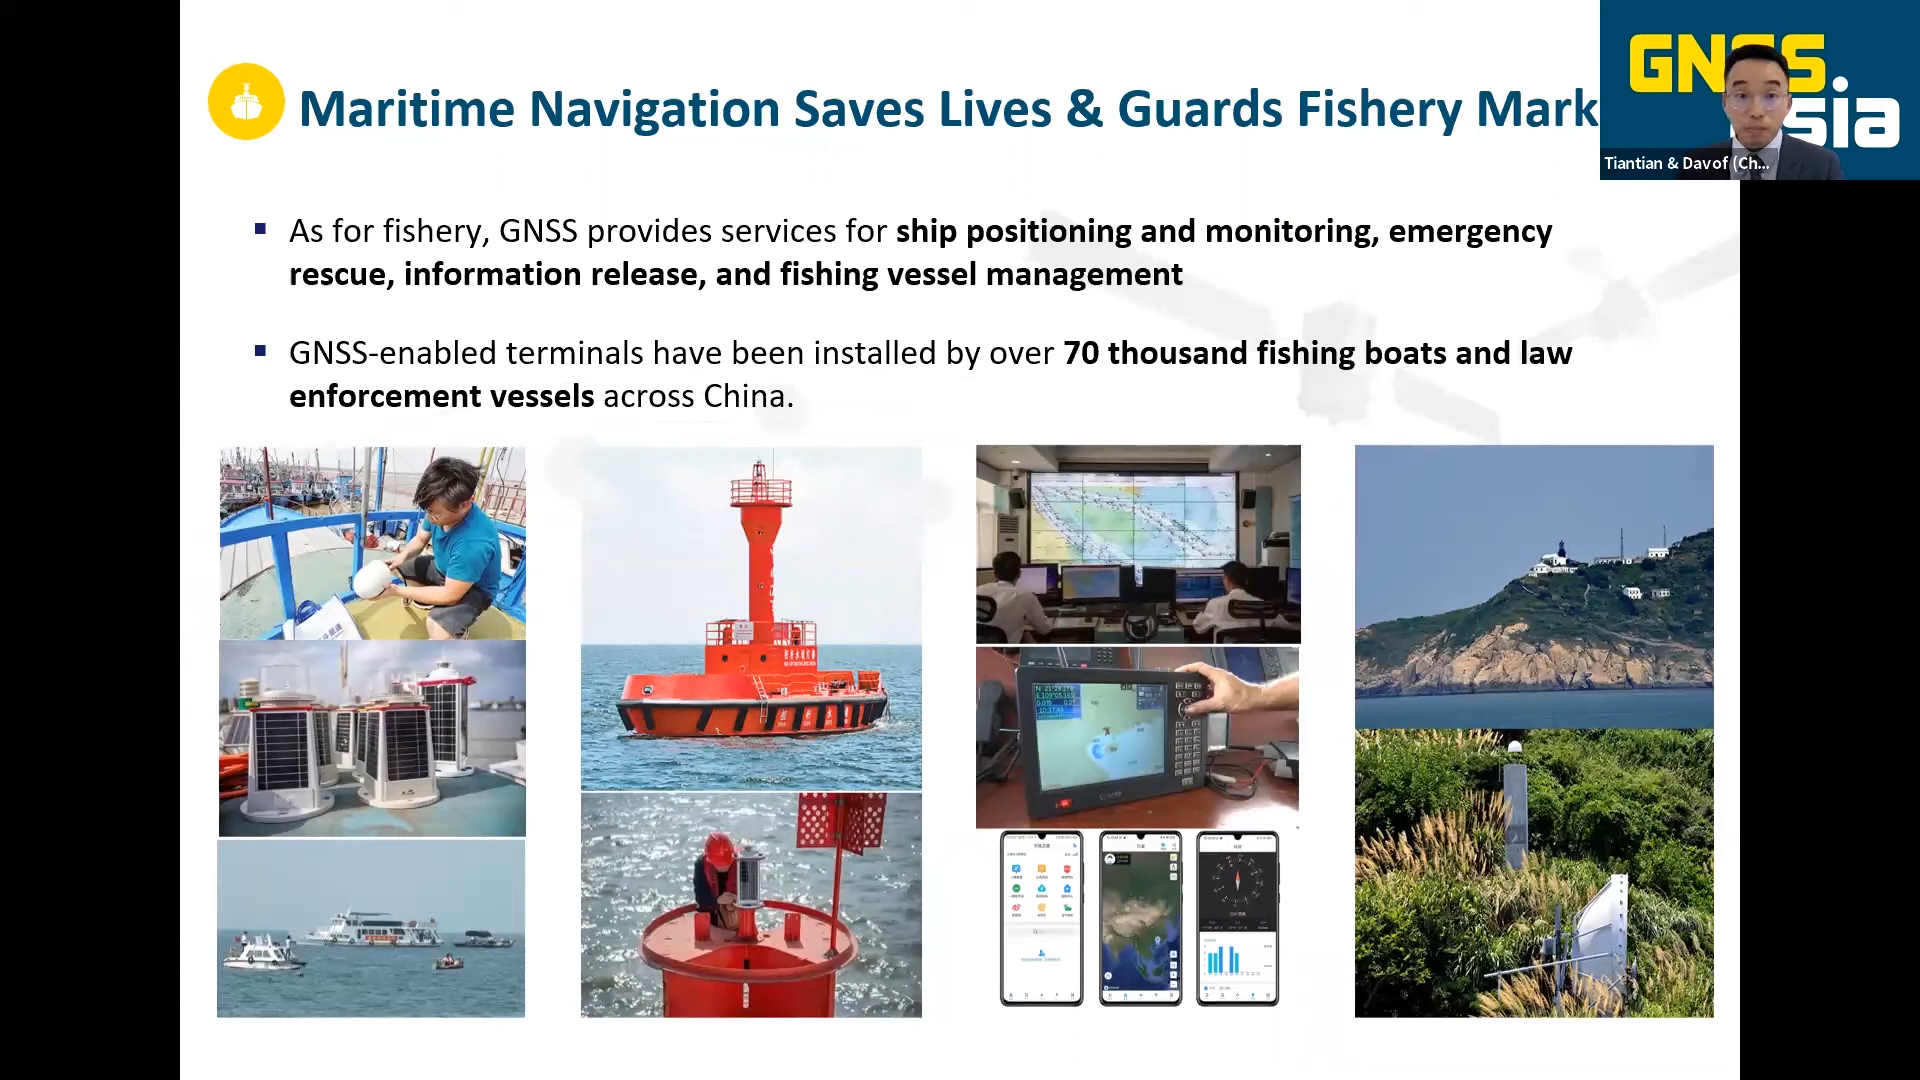 Maritime Navigation Saves Lives & Guards Fishery Mark
GNSS
sia
Tiantian & Davof (Ch...
As for fishery, GNSS provides services for ship positioning and monitoring, emergency
rescue, information release, and fishing vessel management
GNSS-enabled terminals have been installed by over 70 thousand fishing boats and law
enforcement vessels across China.